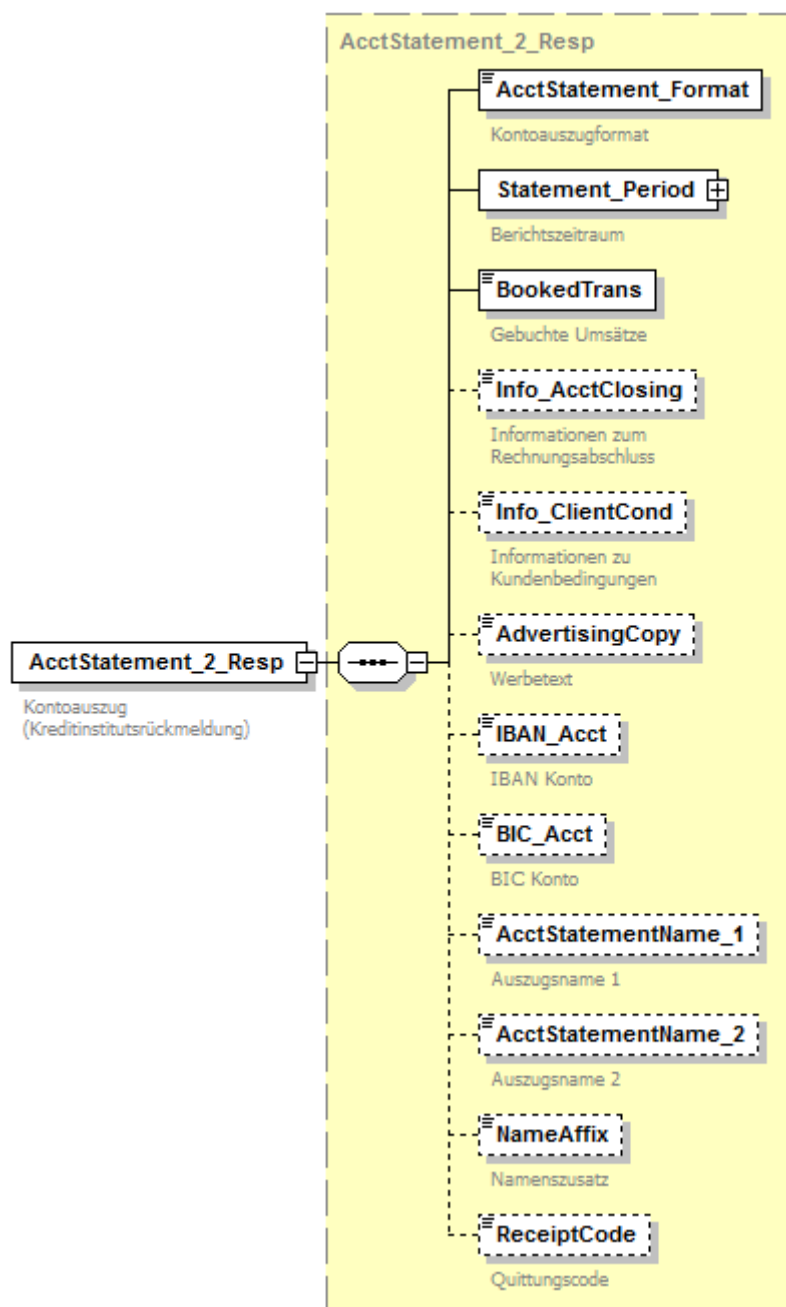 AcctStatement_2_Resp
AcctStatement_Format
Kontoauszugformat
Statement_Period
Berichtszeitraum
BookedTrans
Gebuchte Umsätze
Info_AcctClosing
Informationen zum
Rechnungsabschluss
Info_ClientCond
Informationen zu
Kundenbedingungen
AcctStatement_2_Resp
Kontoauszug
(Kreditinstitutsrückmeldung)
AdvertisingCopy
Werbetext
IBAN_Acct
IBAN Konto
BIC_Acct
BIC Konto
AcctStatementName_1
Auszugsname 1
AcctStatementName_2
Auszugsname 2
NameAffix
Namenszusatz
ReceiptCode
Quittungscode